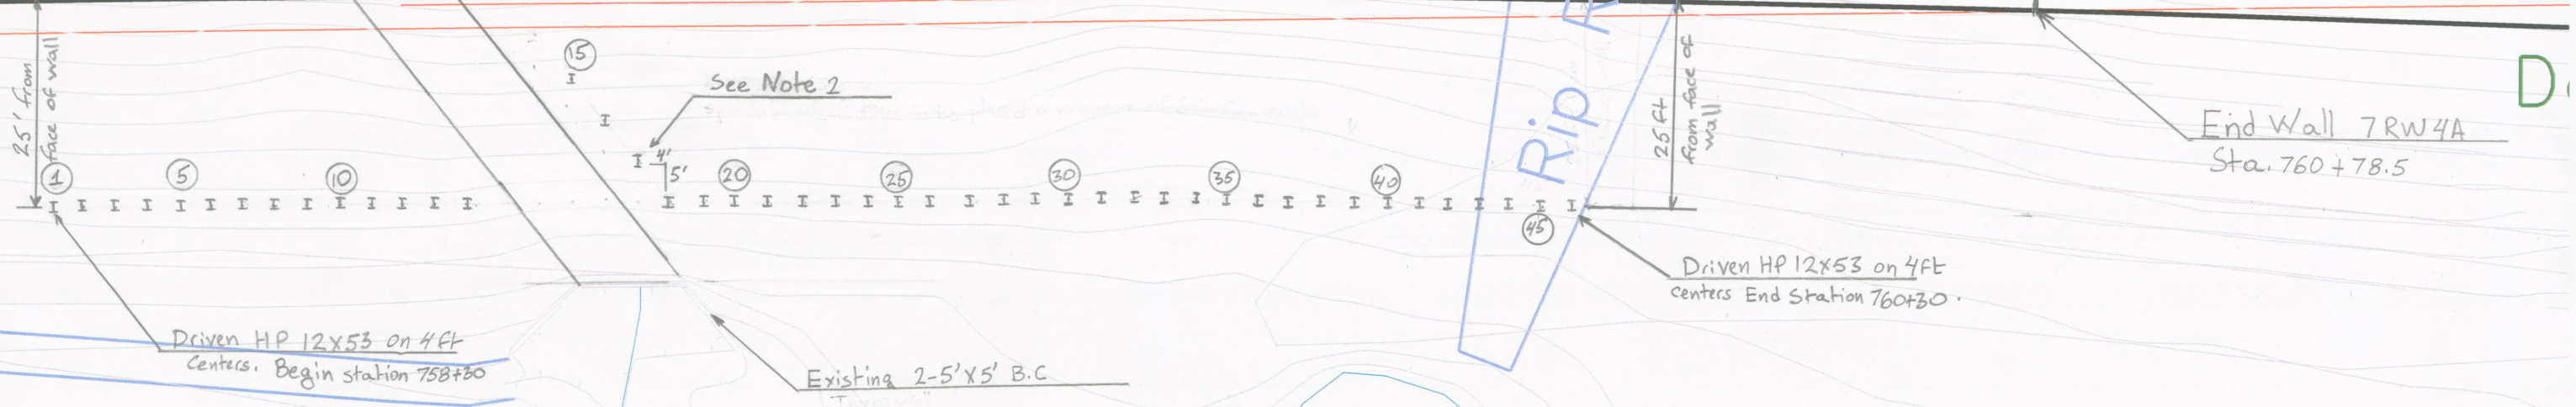 25' from
face of wall
1
5
10
15
See Note 2
4'
5'
20
25
30
35
40
45
Rip R
25ft
from face of
wall.
End Wall 7RW4A
Sta. 760+78.5
D
Driven HP 12x53 on 4ft
Centers. Begin station 758+30
Existing 2-5'x5' B.C
Driven HP 12x53 on 4ft
Centers End Station 760+30.